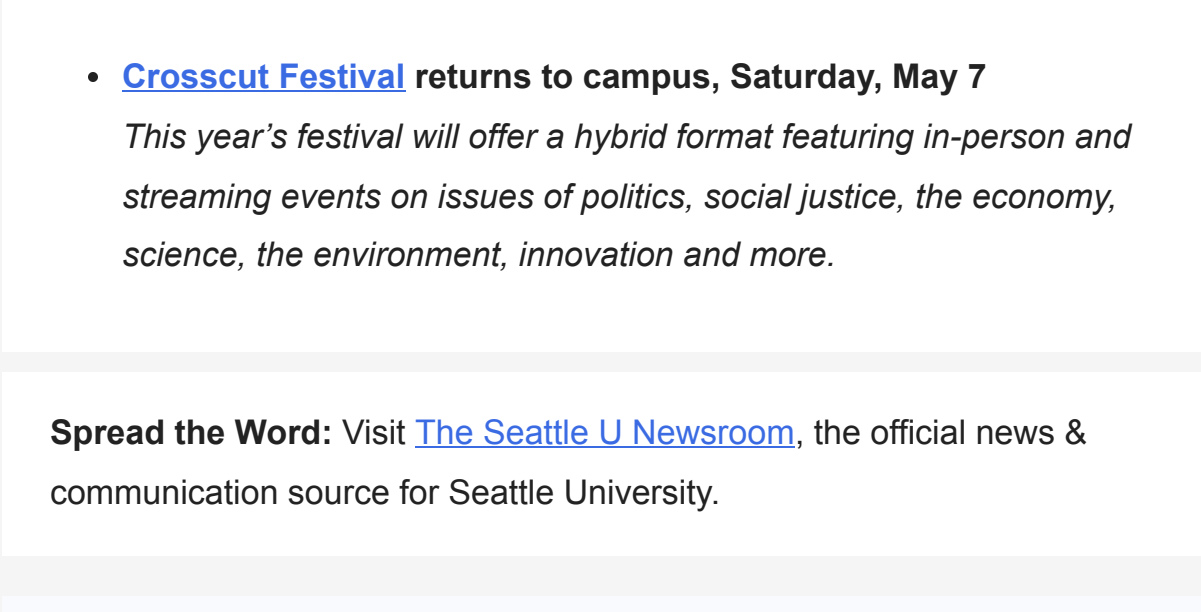 Crosscut Festival returns to campus, Saturday, May 7
This year’s festival will offer a hybrid format featuring in-person and
streaming events on issues of politics, social justice, the economy,
science, the environment, innovation and more.
Spread the Word: Visit The Seattle U Newsroom, the official news &
communication source for Seattle University.